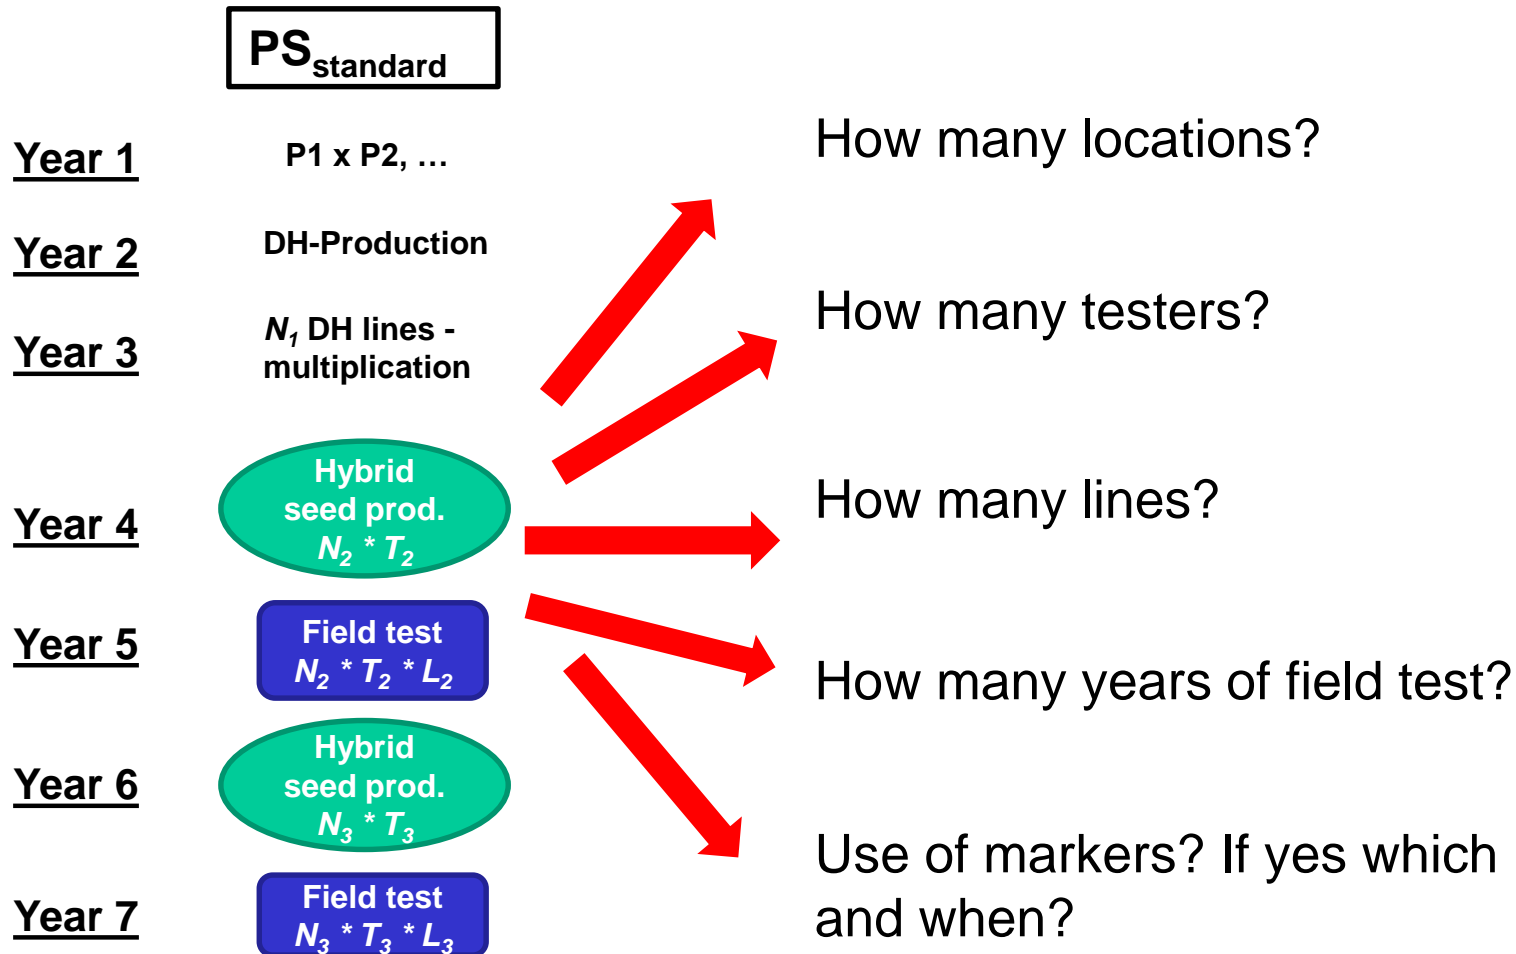 PSstandard
Year 1
P1 x P2, …
Year 2
DH-Production
Year 3
N1 DH lines -
multiplication
Year 4
Hybrid
seed prod.
N2 * T2
Year 5
Field test
N2 * T2 * L2
Year 6
Hybrid
seed prod.
N3 * T3
Year 7
Field test
N3 * T3 * L3
How many locations?
How many testers?
How many lines?
How many years of field test?
Use of markers? If yes which
and when?